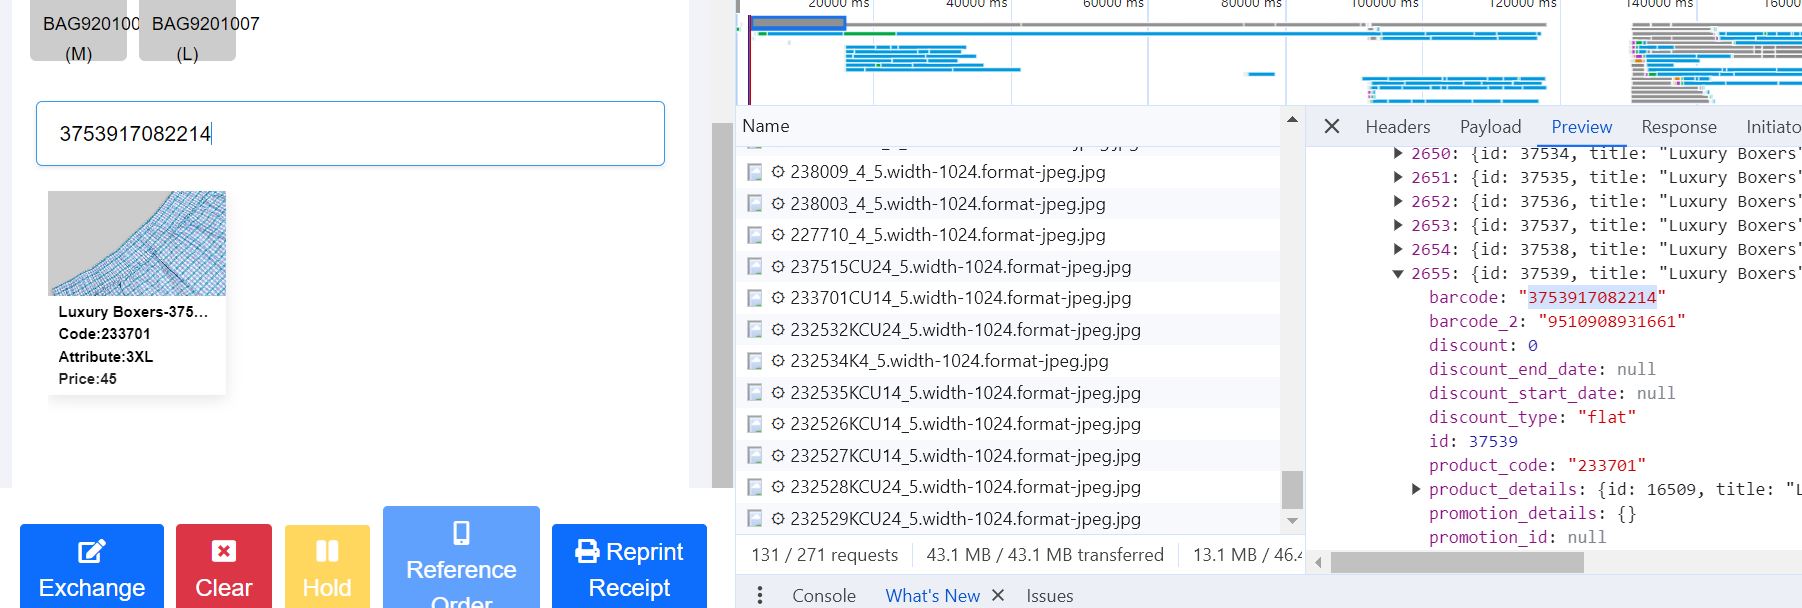 BAG9201007
(M)
BAG9201007
(L)
3753917082214
Luxury Boxers-375...
Code:233701
Attribute:3XL
Price:45
Exchange
Clear
Hold
Reference
Order
Reprint
Receipt
20000 ms
40000 ms
60000 ms
80000 ms
100000 ms
120000 ms
140000 ms
Name
238009_4_5.width-1024.format-jpeg.jpg
238003_4_5.width-1024.format-jpeg.jpg
227710_4_5.width-1024.format-jpeg.jpg
237515CU24_5.width-1024.format-jpeg.jpg
233701CU14_5.width-1024.format-jpeg.jpg
232532KCU24_5.width-1024.format-jpeg.jpg
232534K4_5.width-1024.format-jpeg.jpg
232535KCU14_5.width-1024.format-jpeg.jpg
232526KCU14_5.width-1024.format-jpeg.jpg
232527KCU14_5.width-1024.format-jpeg.jpg
232528KCU24_5.width-1024.format-jpeg.jpg
232529KCU24_5.width-1024.format-jpeg.jpg
131 / 271 requests
43.1 MB / 43.1 MB transferred
13.1 MB / 46.4
Headers
Payload
Preview
Response
Initiato
2650: {id: 37534, title: "Luxury Boxers"
2651: {id: 37535, title: "Luxury Boxers"
2652: {id: 37536, title: "Luxury Boxers"
2653: {id: 37537, title: "Luxury Boxers"
2654: {id: 37538, title: "Luxury Boxers"
2655: {id: 37539, title: "Luxury Boxers"
barcode: "3753917082214"
barcode_2: "9510908931661"
discount: 0
discount_end_date: null
discount_start_date: null
discount_type: "flat"
id: 37539
product_code: "233701"
product_details: {id: 16509, title: "L
promotion_details: {}
promotion_id: null
Console
What's New
Issues